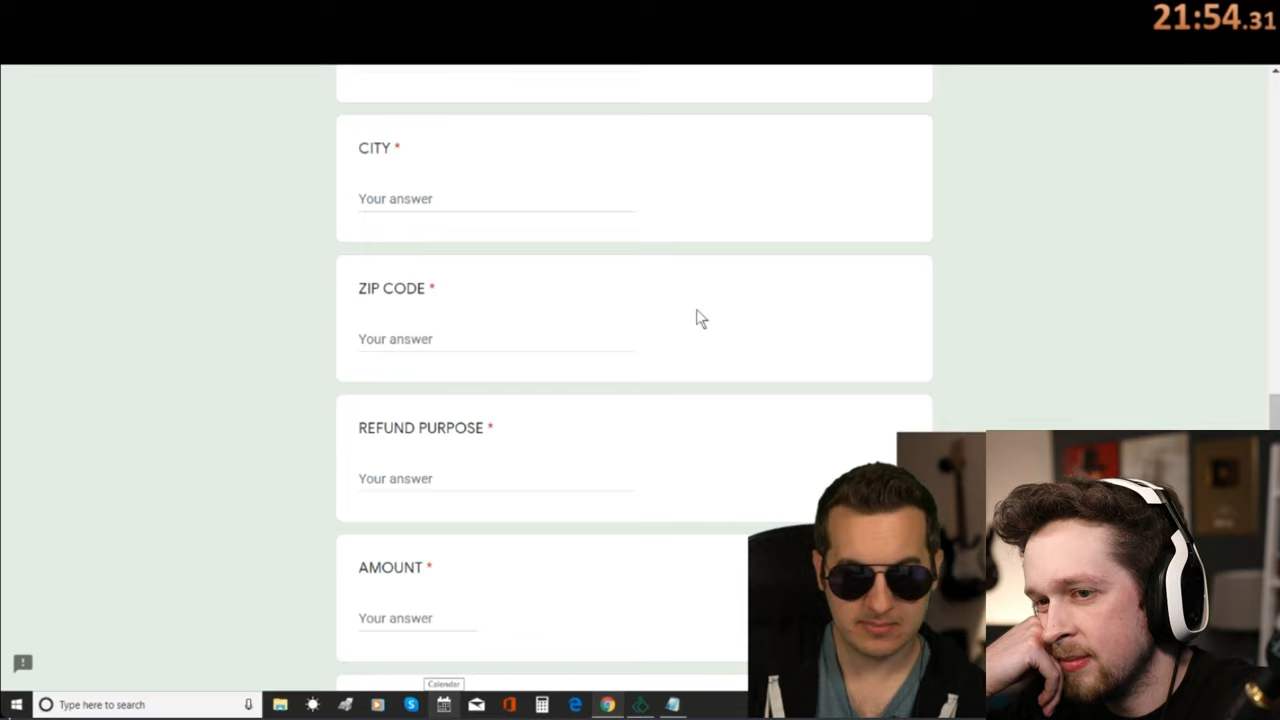 21:54.31
CITY *
Your answer
ZIP CODE *
Your answer
REFUND PURPOSE *
Your answer
AMOUNT *
Your answer
Calendar
Type here to search